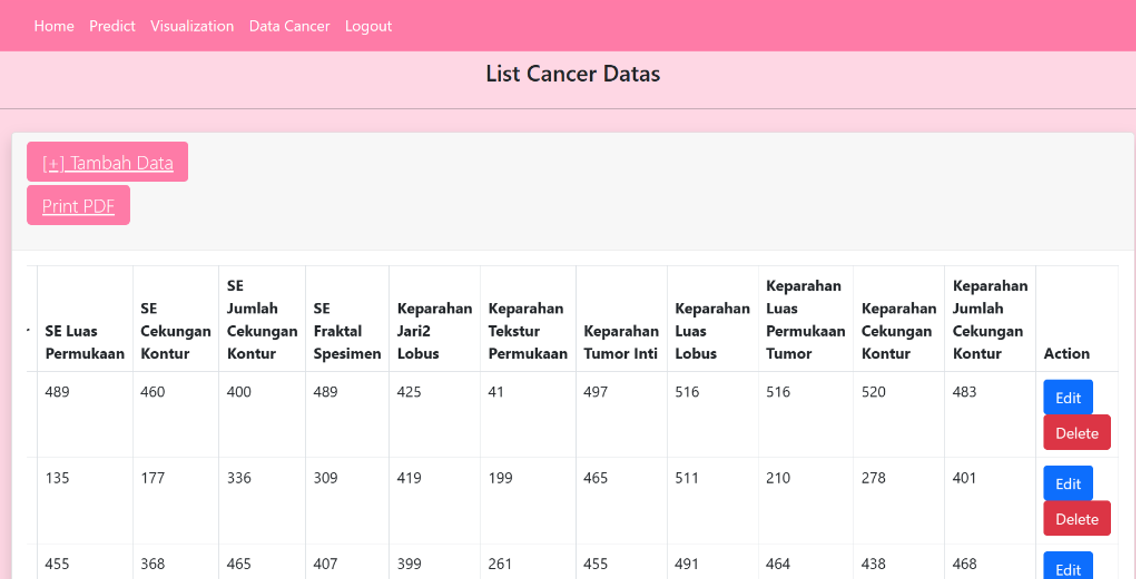 Home Predict Visualization Data Cancer Logout
List Cancer Datas
[+] Tambah Data
Print PDF
SE Luas Permukaan SE Cekungan Kontur SE Jumlah Cekungan Kontur SE Fraktal Spesimen Keparahan Jari2 Lobus Keparahan Tekstur Permukaan Keparahan Tumor Inti Keparahan Luas Lobus Keparahan Luas Permukaan Tumor Keparahan Cekungan Kontur Keparahan Jumlah Cekungan Kontur Action
489 460 400 489 425 41 497 516 516 520 483 Edit
Delete
135 177 336 309 419 199 465 511 210 278 401 Edit
Delete
455 368 465 407 399 261 455 491 464 438 468 Edit